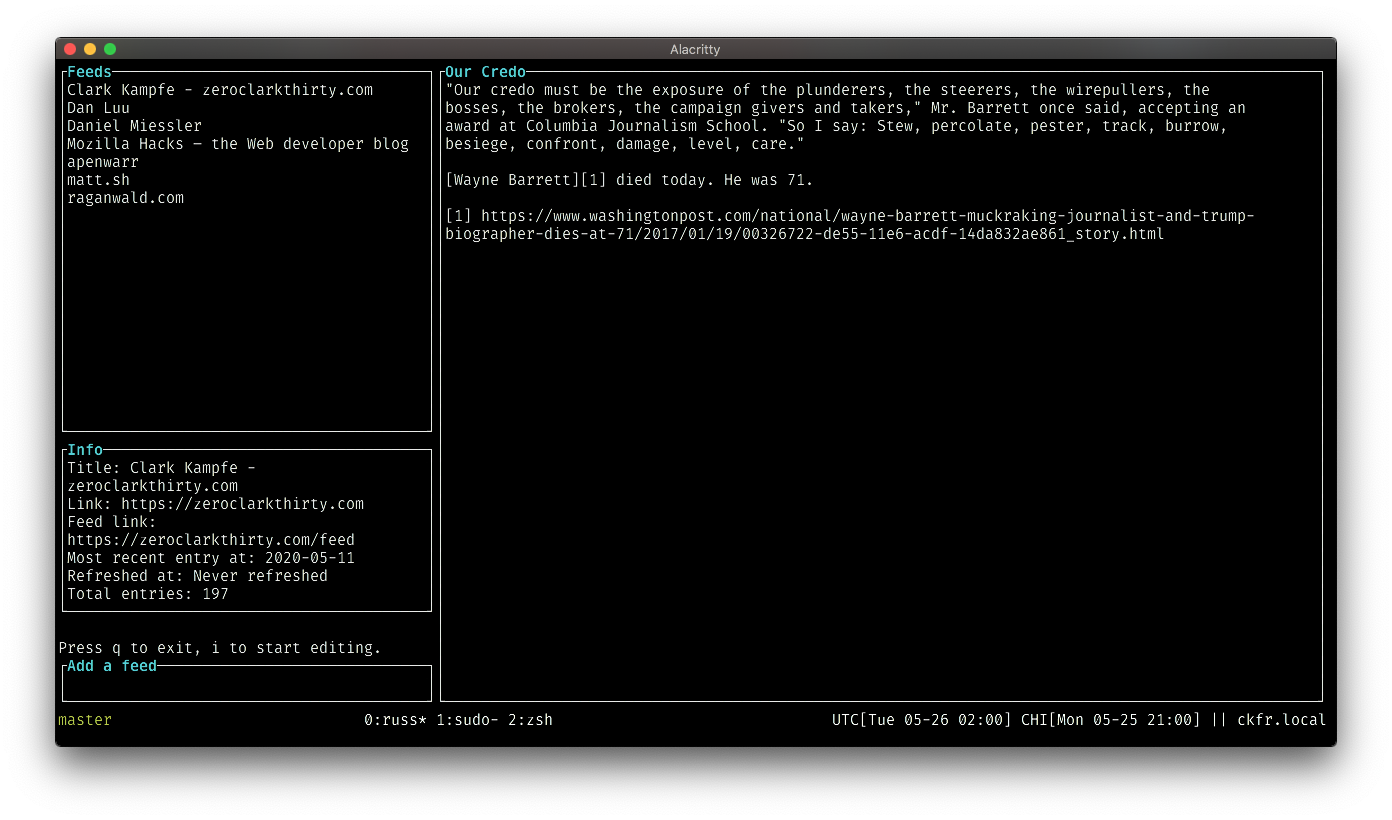 Alacritty
Feeds
Clark Kampfe - zeroclarkthirty.com
Dan Luu
Daniel Miessler
Mozilla Hacks – the Web developer blog
apenwarr
matt.sh
raganwald.com
Info
Title: Clark Kampfe -
zeroclarkthirty.com
Link: https://zeroclarkthirty.com
Feed link:
https://zeroclarkthirty.com/feed
Most recent entry at: 2020-05-11
Refreshed at: Never refreshed
Total entries: 197
Press q to exit, i to start editing.
Add a feed
Our Credo
"Our credo must be the exposure of the plunderers, the steerers, the wirepullers, the
bosses, the brokers, the campaign givers and takers," Mr. Barrett once said, accepting an
award at Columbia Journalism School. "So I say: Stew, percolate, pester, track, burrow,
besiege, confront, damage, level, care."
[Wayne Barrett][1] died today. He was 71.
[1] https://www.washingtonpost.com/national/wayne-barrett-muckraking-journalist-and-trump-
biographer-dies-at-71/2017/01/19/00326722-de55-11e6-acdf-14da832ae861_story.html
master 0:russ* 1:sudo- 2:zsh UTC[Tue 05-26 02:00] CHI[Mon 05-25 21:00] || ckfr.local